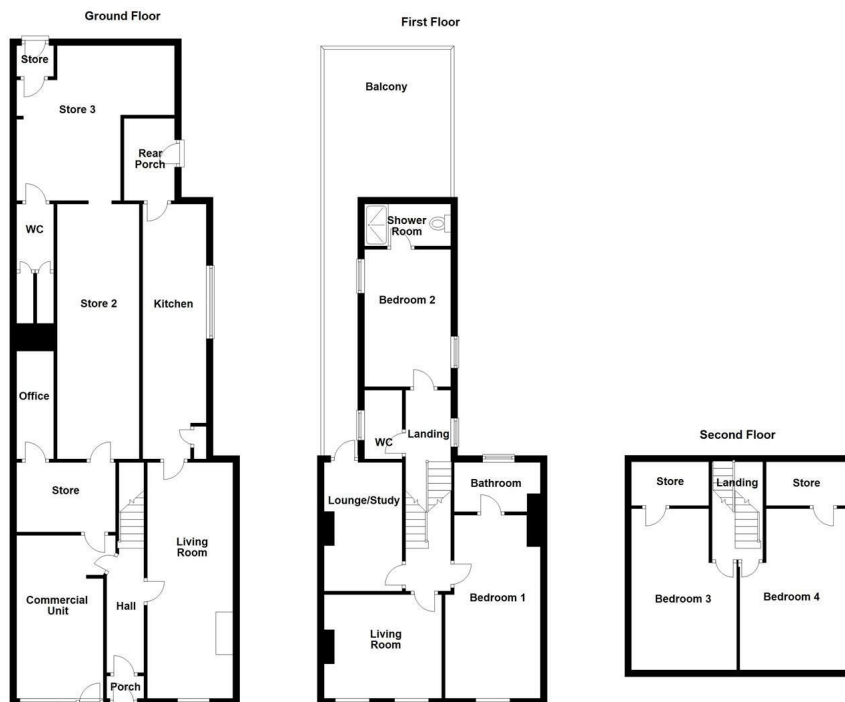 Ground Floor
Store
Store 3
Rear
Porch
WC
Store 2
Kitchen
Office
Store
Living
Room
Commercial
Unit
Hall
Porch
First Floor
Balcony
Shower
Room
Bedroom 2
WC
Landing
Lounge/Study
Bathroom
Living
Room
Bedroom 1
Second Floor
Store
Landing
Store
Bedroom 3
Bedroom 4